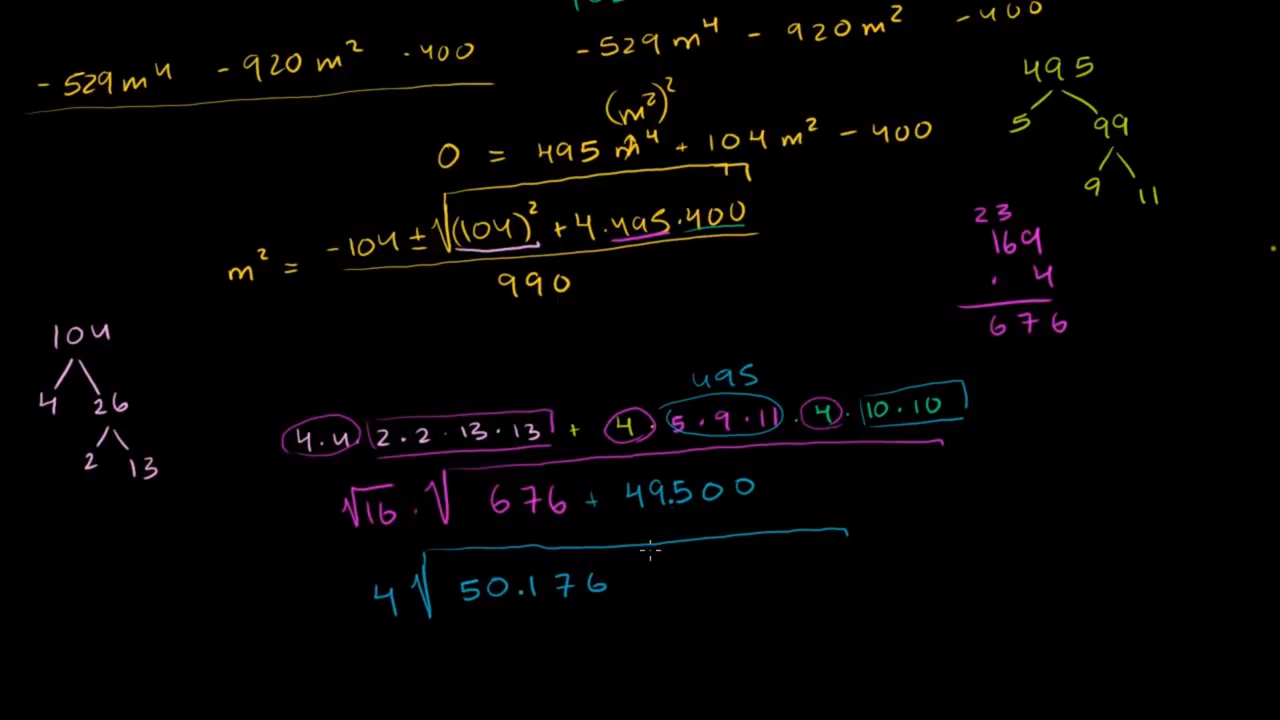 - 529m⁴ - 920m² · 400
- 529m⁴ - 920m² - 400
(m²)²
0 = 495m⁴ + 104m² - 400
m² = -104 ± √(104)² + 4·495·400
990
495
5 99
9 11
23
169
· 4
676
104
4 26
2 13
495
4·4·2·2·13·13 + 4·5·9·11·4·10·10
√16 · √676 + 49.500
4√50.176